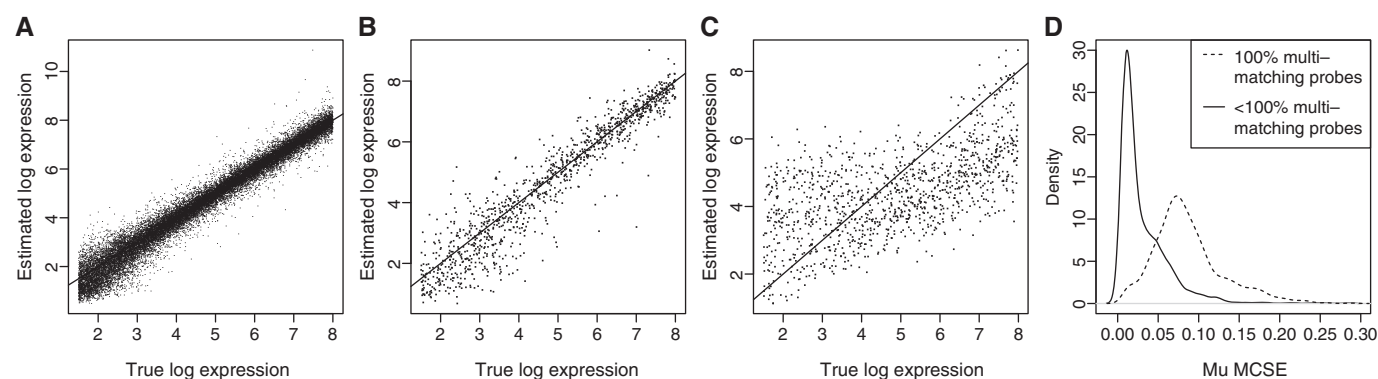 A
Estimated log expression
10
8
6
4
2
2 3 4 5 6 7 8
True log expression
B
Estimated log expression
8
6
4
2
2 3 4 5 6 7 8
True log expression
C
Estimated log expression
8
6
4
2
2 3 4 5 6 7 8
True log expression
D
Density
30
25
20
15
10
5
0
100% multi–
matching probes
<100% multi–
matching probes
0.00 0.05 0.10 0.15 0.20 0.25 0.30
Mu MCSE